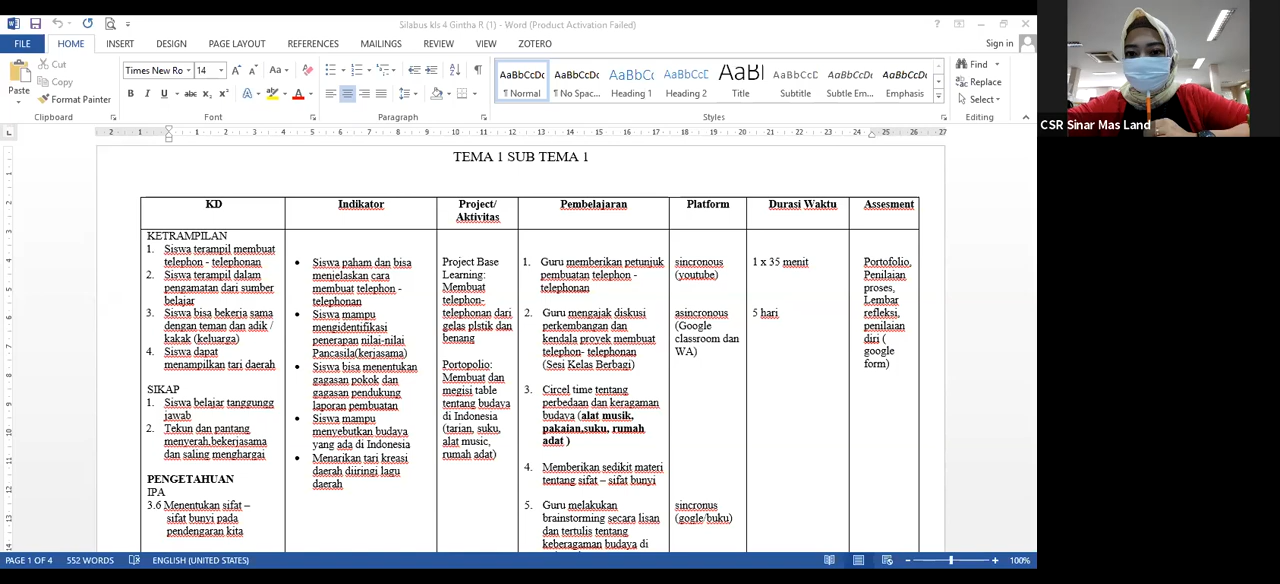 Silabus kls 4 Gintha R (1) - Word (Product Activation Failed)
FILE HOME INSERT DESIGN PAGE LAYOUT REFERENCES MAILINGS REVIEW VIEW ZOTERO Sign in
Paste
Cut
Copy
Format Painter
Clipboard
Times New Ro 14
Font
Paragraph
AaBbCcDc AaBbCcDc AaBbCc AaBbCcE AaBl AaBbCcD AaBbCcDc AaBbCcDc
¶ Normal ¶ No Spac... Heading 1 Heading 2 Title Subtitle Subtle Em... Emphasis
Styles
Find
Replace
Select
Editing
CSR Sinar Mas Land
TEMA 1 SUB TEMA 1
KD Indikator Project/ Aktivitas Pembelajaran Platform Durasi Waktu Assesment
KETRAMPILAN
1. Siswa terampil membuat
telephon - telephonan
2. Siswa terampil dalam
pengamatan dari sumber
belajar
3. Siswa bisa bekerja sama
dengan teman dan adik /
kakak (keluarga)
4. Siswa dapat
menampilkan tari daerah
SIKAP
1. Siswa belajar tanggungg
jawab
2. Tekun dan pantang
menyerah,bekerjasama
dan saling menghargai
PENGETAHUAN
IPA
3.6 Menentukan sifat –
sifat bunyi pada
pendengaran kita
• Siswa paham dan bisa
menjelaskan cara
membuat telephon -
telephonan
• Siswa mampu
mengidentifikasi
penerapan nilai-nilai
Pancasila(kerjasama)
• Siswa bisa menentukan
gagasan pokok dan
gagasan pendukung
laporan pembuatan
• Siswa mampu
menyebutkan budaya
yang ada di Indonesia
• Menarikan tari kreasi
daerah diiringi lagu
daerah
Project Base
Learning:
Membuat
telephon-
telephonan dari
gelas plstik dan
benang
Portopolio:
Membuat dan
megisi table
tentang budaya
di Indonesia
(tarian, suku,
alat music,
rumah adat)
1. Guru memberikan petunjuk
pembuatan telephon -
telephonan
2. Guru mengajak diskusi
perkembangan dan
kendala proyek membuat
telephon- telephonan
(Sesi Kelas Berbagi)
3. Circel time tentang
perbedaan dan keragaman
budaya (alat musik,
pakaian,suku, rumah
adat )
4. Memberikan sedikit materi
tentang sifat – sifat bunyi
5. Guru melakukan
brainstorming secara lisan
dan tertulis tentang
keberagaman budaya di
sincronous
(youtube)
asincronous
(Google
classroom dan
WA)
sincronus
(gogle/buku)
1 x 35 menit
5 hari
Portofolio,
Penilaian
proses,
Lembar
refleksi,
penilaian
diri (
google
form)
PAGE 1 OF 4 552 WORDS ENGLISH (UNITED STATES) 100%